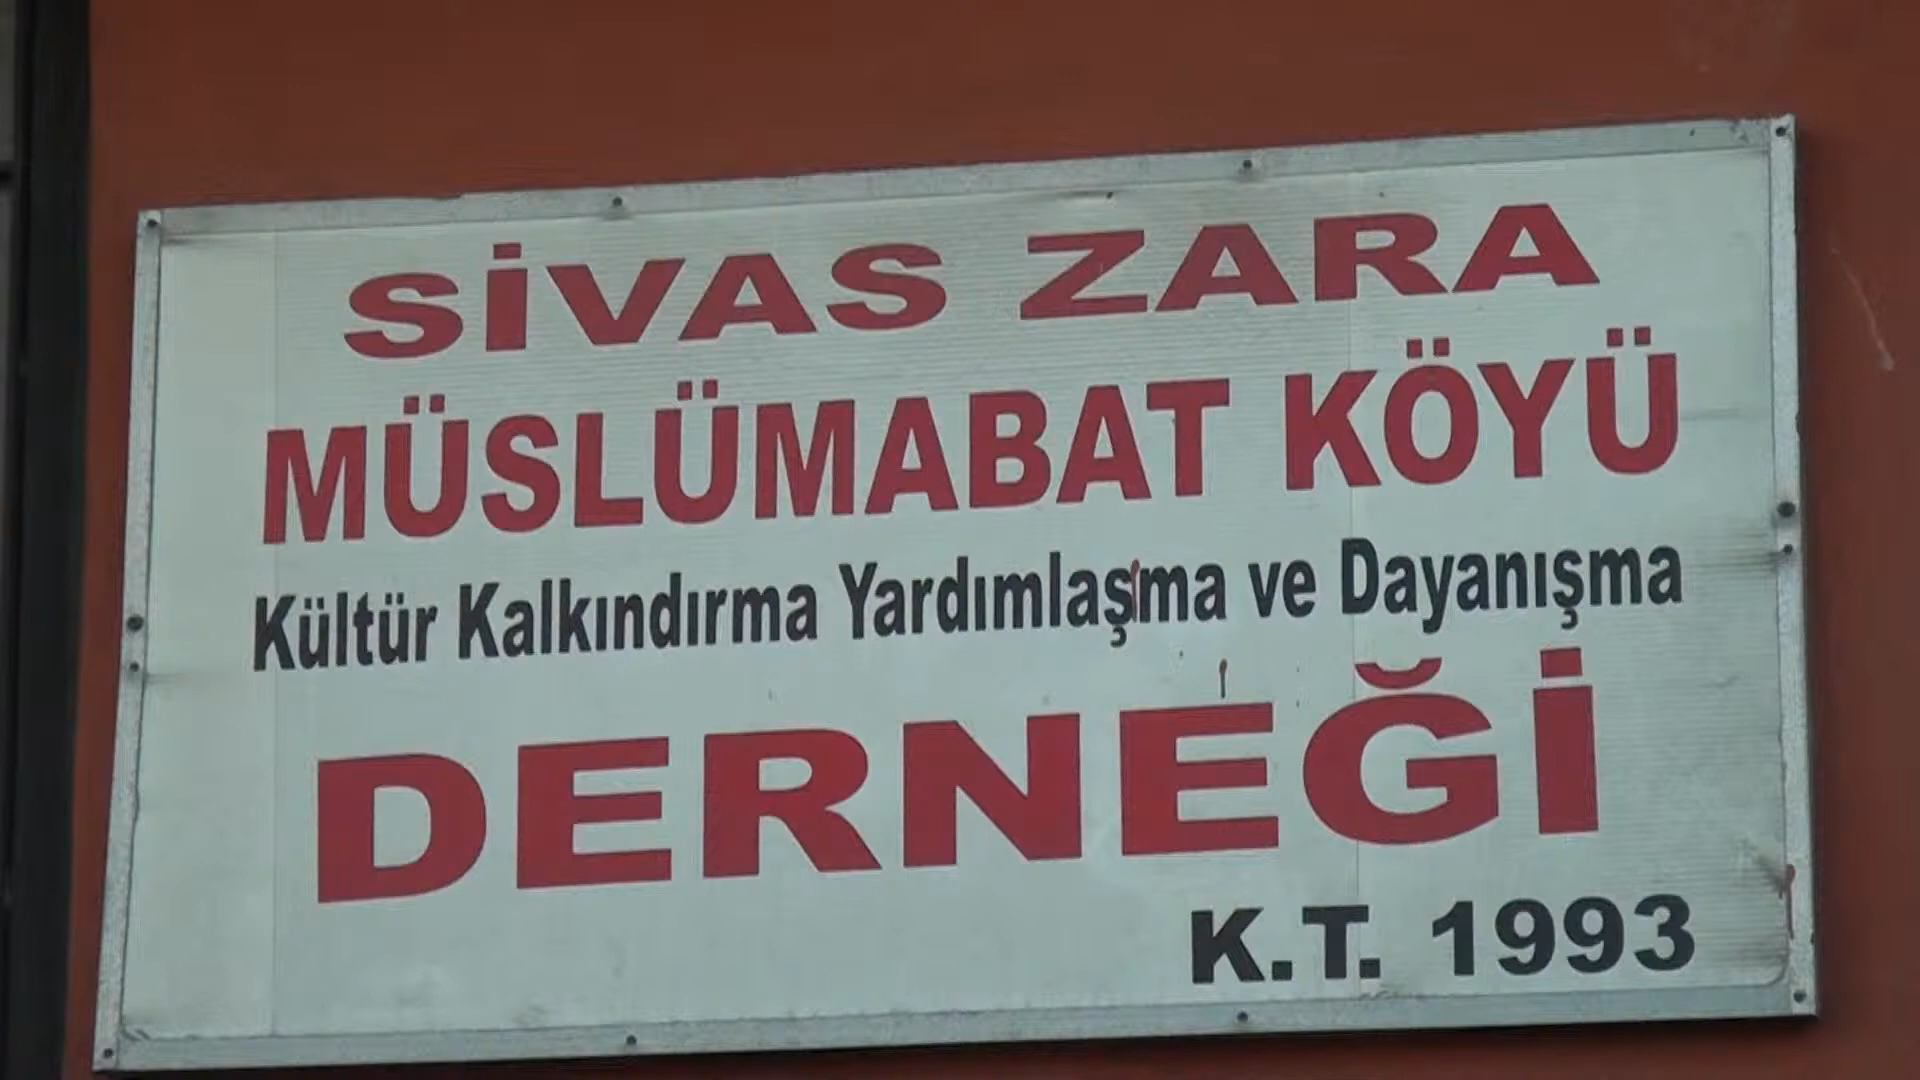 SİVAS ZARA
MÜSLÜMABAT KÖYÜ
Kültür Kalkındırma Yardımlaşma ve Dayanışma
DERNEĞİ
K.T. 1993